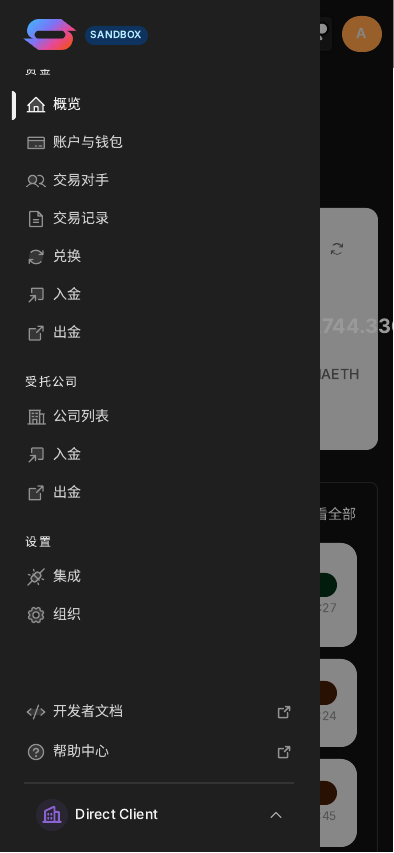 SANDBOX
A
资金
概览
账户与钱包
交易对手
交易记录
兑换
入金
出金
受托公司
公司列表
入金
出金
设置
集成
组织
开发者文档
帮助中心
Direct Client
744.33
AETH
看全部
:27
:24
:45